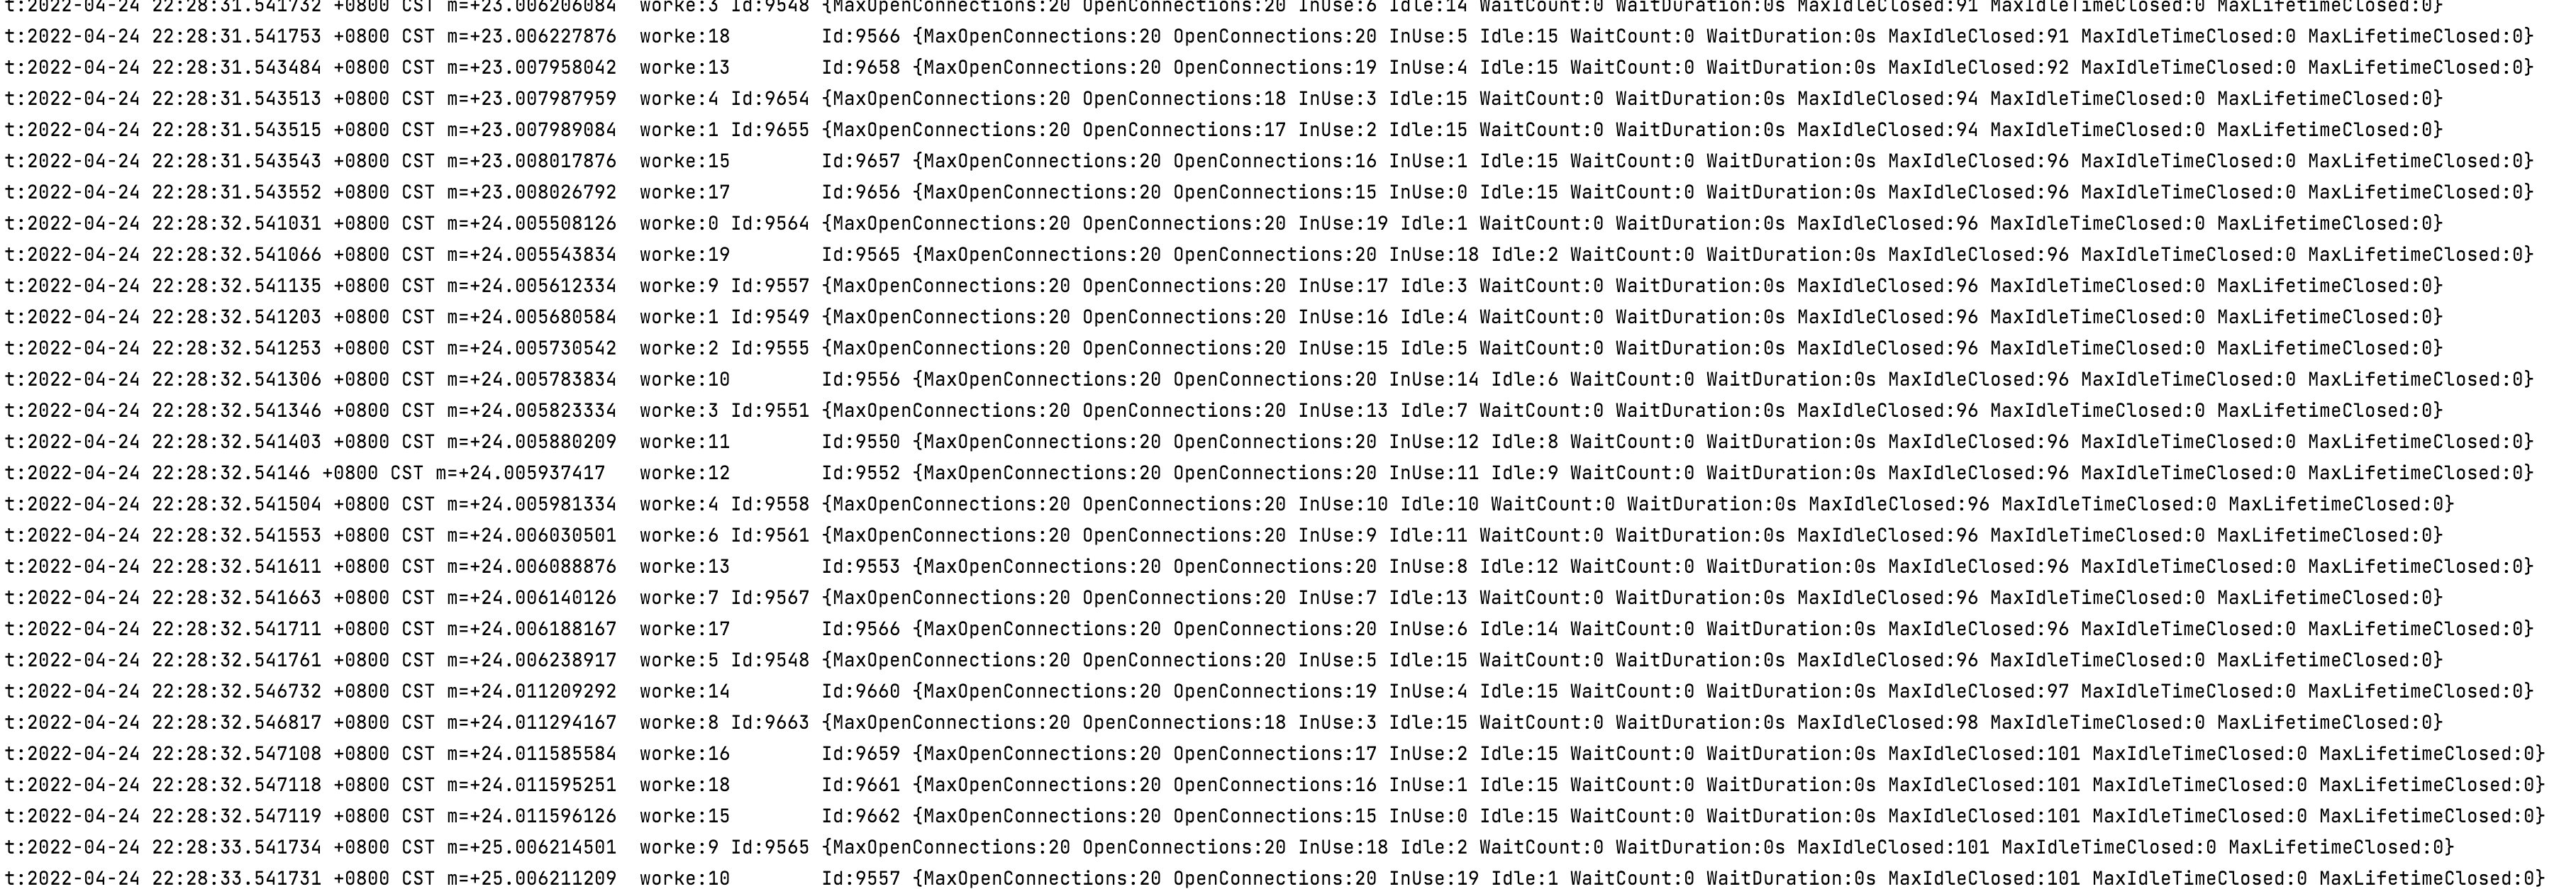 t:2022-04-24 22:28:31.541732 +0800 CST m=+23.006206084  worke:3 Id:9548 {MaxOpenConnections:20 OpenConnections:20 InUse:6 Idle:14 WaitCount:0 WaitDuration:0s MaxIdleClosed:91 MaxIdleTimeClosed:0 MaxLifetimeClosed:0}
t:2022-04-24 22:28:31.541753 +0800 CST m=+23.006227876  worke:18        Id:9566 {MaxOpenConnections:20 OpenConnections:20 InUse:5 Idle:15 WaitCount:0 WaitDuration:0s MaxIdleClosed:91 MaxIdleTimeClosed:0 MaxLifetimeClosed:0}
t:2022-04-24 22:28:31.543484 +0800 CST m=+23.007958042  worke:13        Id:9658 {MaxOpenConnections:20 OpenConnections:19 InUse:4 Idle:15 WaitCount:0 WaitDuration:0s MaxIdleClosed:92 MaxIdleTimeClosed:0 MaxLifetimeClosed:0}
t:2022-04-24 22:28:31.543513 +0800 CST m=+23.007987959  worke:4 Id:9654 {MaxOpenConnections:20 OpenConnections:18 InUse:3 Idle:15 WaitCount:0 WaitDuration:0s MaxIdleClosed:94 MaxIdleTimeClosed:0 MaxLifetimeClosed:0}
t:2022-04-24 22:28:31.543515 +0800 CST m=+23.007989084  worke:1 Id:9655 {MaxOpenConnections:20 OpenConnections:17 InUse:2 Idle:15 WaitCount:0 WaitDuration:0s MaxIdleClosed:94 MaxIdleTimeClosed:0 MaxLifetimeClosed:0}
t:2022-04-24 22:28:31.543543 +0800 CST m=+23.008017876  worke:15        Id:9657 {MaxOpenConnections:20 OpenConnections:16 InUse:1 Idle:15 WaitCount:0 WaitDuration:0s MaxIdleClosed:96 MaxIdleTimeClosed:0 MaxLifetimeClosed:0}
t:2022-04-24 22:28:31.543552 +0800 CST m=+23.008026792  worke:17        Id:9656 {MaxOpenConnections:20 OpenConnections:15 InUse:0 Idle:15 WaitCount:0 WaitDuration:0s MaxIdleClosed:96 MaxIdleTimeClosed:0 MaxLifetimeClosed:0}
t:2022-04-24 22:28:32.541031 +0800 CST m=+24.005508126  worke:0 Id:9564 {MaxOpenConnections:20 OpenConnections:20 InUse:19 Idle:1 WaitCount:0 WaitDuration:0s MaxIdleClosed:96 MaxIdleTimeClosed:0 MaxLifetimeClosed:0}
t:2022-04-24 22:28:32.541066 +0800 CST m=+24.005543834  worke:19        Id:9565 {MaxOpenConnections:20 OpenConnections:20 InUse:18 Idle:2 WaitCount:0 WaitDuration:0s MaxIdleClosed:96 MaxIdleTimeClosed:0 MaxLifetimeClosed:0}
t:2022-04-24 22:28:32.541135 +0800 CST m=+24.005612334  worke:9 Id:9557 {MaxOpenConnections:20 OpenConnections:20 InUse:17 Idle:3 WaitCount:0 WaitDuration:0s MaxIdleClosed:96 MaxIdleTimeClosed:0 MaxLifetimeClosed:0}
t:2022-04-24 22:28:32.541203 +0800 CST m=+24.005680584  worke:1 Id:9549 {MaxOpenConnections:20 OpenConnections:20 InUse:16 Idle:4 WaitCount:0 WaitDuration:0s MaxIdleClosed:96 MaxIdleTimeClosed:0 MaxLifetimeClosed:0}
t:2022-04-24 22:28:32.541253 +0800 CST m=+24.005730542  worke:2 Id:9555 {MaxOpenConnections:20 OpenConnections:20 InUse:15 Idle:5 WaitCount:0 WaitDuration:0s MaxIdleClosed:96 MaxIdleTimeClosed:0 MaxLifetimeClosed:0}
t:2022-04-24 22:28:32.541306 +0800 CST m=+24.005783834  worke:10        Id:9556 {MaxOpenConnections:20 OpenConnections:20 InUse:14 Idle:6 WaitCount:0 WaitDuration:0s MaxIdleClosed:96 MaxIdleTimeClosed:0 MaxLifetimeClosed:0}
t:2022-04-24 22:28:32.541346 +0800 CST m=+24.005823334  worke:3 Id:9551 {MaxOpenConnections:20 OpenConnections:20 InUse:13 Idle:7 WaitCount:0 WaitDuration:0s MaxIdleClosed:96 MaxIdleTimeClosed:0 MaxLifetimeClosed:0}
t:2022-04-24 22:28:32.541403 +0800 CST m=+24.005880209  worke:11        Id:9550 {MaxOpenConnections:20 OpenConnections:20 InUse:12 Idle:8 WaitCount:0 WaitDuration:0s MaxIdleClosed:96 MaxIdleTimeClosed:0 MaxLifetimeClosed:0}
t:2022-04-24 22:28:32.54146 +0800 CST m=+24.005937417   worke:12        Id:9552 {MaxOpenConnections:20 OpenConnections:20 InUse:11 Idle:9 WaitCount:0 WaitDuration:0s MaxIdleClosed:96 MaxIdleTimeClosed:0 MaxLifetimeClosed:0}
t:2022-04-24 22:28:32.541504 +0800 CST m=+24.005981334  worke:4 Id:9558 {MaxOpenConnections:20 OpenConnections:20 InUse:10 Idle:10 WaitCount:0 WaitDuration:0s MaxIdleClosed:96 MaxIdleTimeClosed:0 MaxLifetimeClosed:0}
t:2022-04-24 22:28:32.541553 +0800 CST m=+24.006030501  worke:6 Id:9561 {MaxOpenConnections:20 OpenConnections:20 InUse:9 Idle:11 WaitCount:0 WaitDuration:0s MaxIdleClosed:96 MaxIdleTimeClosed:0 MaxLifetimeClosed:0}
t:2022-04-24 22:28:32.541611 +0800 CST m=+24.006088876  worke:13        Id:9553 {MaxOpenConnections:20 OpenConnections:20 InUse:8 Idle:12 WaitCount:0 WaitDuration:0s MaxIdleClosed:96 MaxIdleTimeClosed:0 MaxLifetimeClosed:0}
t:2022-04-24 22:28:32.541663 +0800 CST m=+24.006140126  worke:7 Id:9567 {MaxOpenConnections:20 OpenConnections:20 InUse:7 Idle:13 WaitCount:0 WaitDuration:0s MaxIdleClosed:96 MaxIdleTimeClosed:0 MaxLifetimeClosed:0}
t:2022-04-24 22:28:32.541711 +0800 CST m=+24.006188167  worke:17        Id:9566 {MaxOpenConnections:20 OpenConnections:20 InUse:6 Idle:14 WaitCount:0 WaitDuration:0s MaxIdleClosed:96 MaxIdleTimeClosed:0 MaxLifetimeClosed:0}
t:2022-04-24 22:28:32.541761 +0800 CST m=+24.006238917  worke:5 Id:9548 {MaxOpenConnections:20 OpenConnections:20 InUse:5 Idle:15 WaitCount:0 WaitDuration:0s MaxIdleClosed:96 MaxIdleTimeClosed:0 MaxLifetimeClosed:0}
t:2022-04-24 22:28:32.546732 +0800 CST m=+24.011209292  worke:14        Id:9660 {MaxOpenConnections:20 OpenConnections:19 InUse:4 Idle:15 WaitCount:0 WaitDuration:0s MaxIdleClosed:97 MaxIdleTimeClosed:0 MaxLifetimeClosed:0}
t:2022-04-24 22:28:32.546817 +0800 CST m=+24.011294167  worke:8 Id:9663 {MaxOpenConnections:20 OpenConnections:18 InUse:3 Idle:15 WaitCount:0 WaitDuration:0s MaxIdleClosed:98 MaxIdleTimeClosed:0 MaxLifetimeClosed:0}
t:2022-04-24 22:28:32.547108 +0800 CST m=+24.011585584  worke:16        Id:9659 {MaxOpenConnections:20 OpenConnections:17 InUse:2 Idle:15 WaitCount:0 WaitDuration:0s MaxIdleClosed:101 MaxIdleTimeClosed:0 MaxLifetimeClosed:0}
t:2022-04-24 22:28:32.547118 +0800 CST m=+24.011595251  worke:18        Id:9661 {MaxOpenConnections:20 OpenConnections:16 InUse:1 Idle:15 WaitCount:0 WaitDuration:0s MaxIdleClosed:101 MaxIdleTimeClosed:0 MaxLifetimeClosed:0}
t:2022-04-24 22:28:32.547119 +0800 CST m=+24.011596126  worke:15        Id:9662 {MaxOpenConnections:20 OpenConnections:15 InUse:0 Idle:15 WaitCount:0 WaitDuration:0s MaxIdleClosed:101 MaxIdleTimeClosed:0 MaxLifetimeClosed:0}
t:2022-04-24 22:28:33.541734 +0800 CST m=+25.006214501  worke:9 Id:9565 {MaxOpenConnections:20 OpenConnections:20 InUse:18 Idle:2 WaitCount:0 WaitDuration:0s MaxIdleClosed:101 MaxIdleTimeClosed:0 MaxLifetimeClosed:0}
t:2022-04-24 22:28:33.541731 +0800 CST m=+25.006211209  worke:10        Id:9557 {MaxOpenConnections:20 OpenConnections:20 InUse:19 Idle:1 WaitCount:0 WaitDuration:0s MaxIdleClosed:101 MaxIdleTimeClosed:0 MaxLifetimeClosed:0}